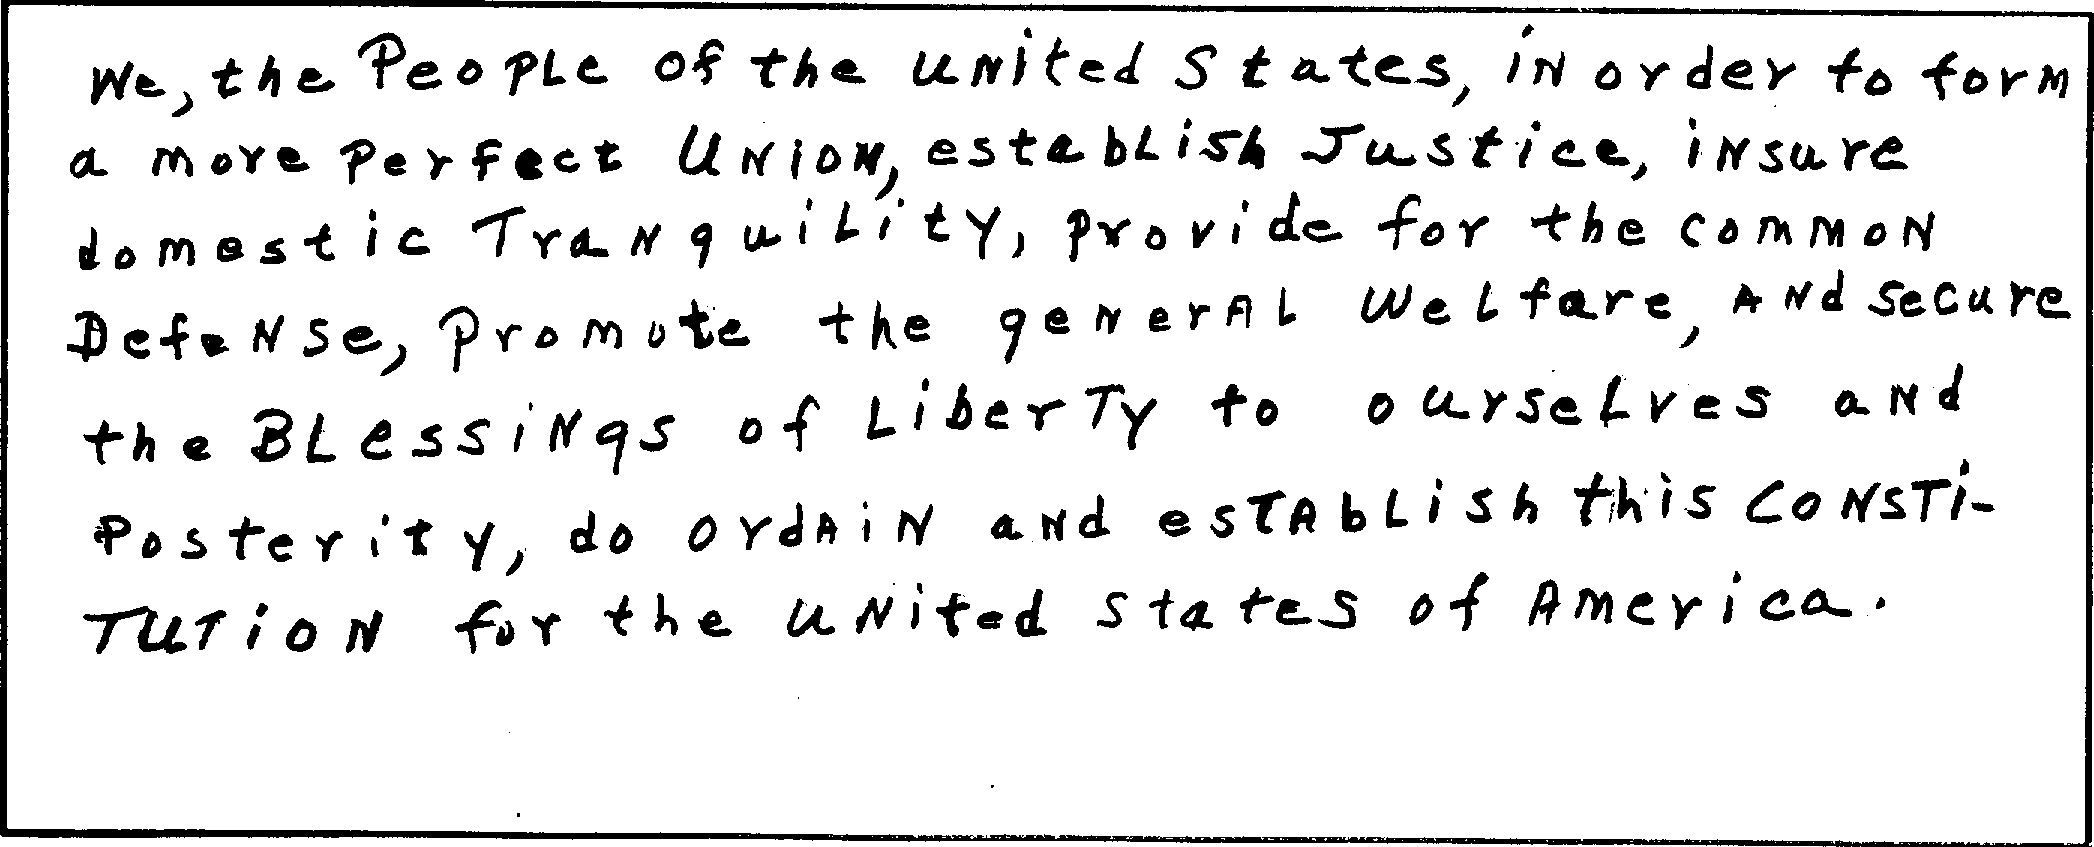 We, the People of the united States, in order to form
a more perfect Union, establish Justice, insure
domestic Tranquility, provide for the common
Defense, promote the general Welfare, and secure
the Blessings of Liberty to ourselves and
Posterity, do ordain and establish this Consti-
tution for the united States of America.